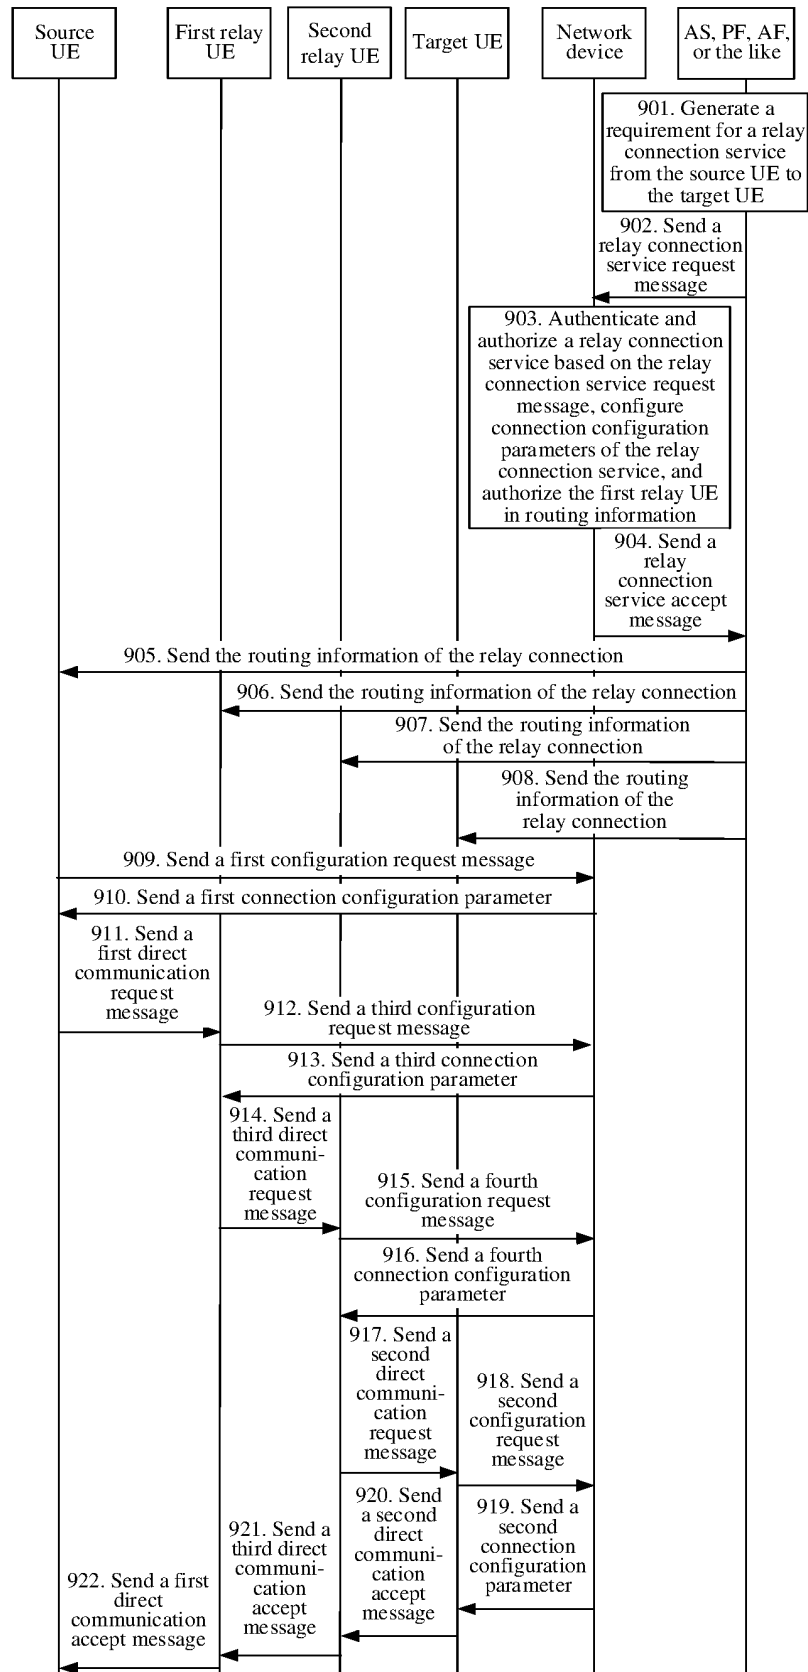 Source
UE
First relay
UE
Second
relay UE
Target UE
Network
device
AS, PF, AF,
or the like
901. Generate a
requirement for a relay
connection service
from the source UE to
the target UE
902. Send a
relay connection
service request
message
903. Authenticate and
authorize a relay connection
service based on the relay
connection service request
message, configure
connection configuration
parameters of the relay
connection service, and
authorize the first relay UE
in routing information
904. Send a
relay
connection
service accept
message
905. Send the routing information of the relay connection
906. Send the routing information of the relay connection
907. Send the routing information
of the relay connection
908. Send the routing
information of the
relay connection
909. Send a first configuration request message
910. Send a first connection configuration parameter
911. Send a
first direct
communication
request
message
912. Send a third configuration
request message
913. Send a third connection
configuration parameter
914. Send a
third direct
communi-
cation
request
message
915. Send a fourth
configuration request
message
916. Send a fourth
connection configuration
parameter
917. Send a
second
direct
communi-
cation
request
message
918. Send a
second
configuration
request
message
919. Send a
second
connection
configuration
parameter
920. Send
a second
direct
communi-
cation
accept
message
921. Send a
third direct
communi-
cation
accept
message
922. Send a first
direct
communication
accept message